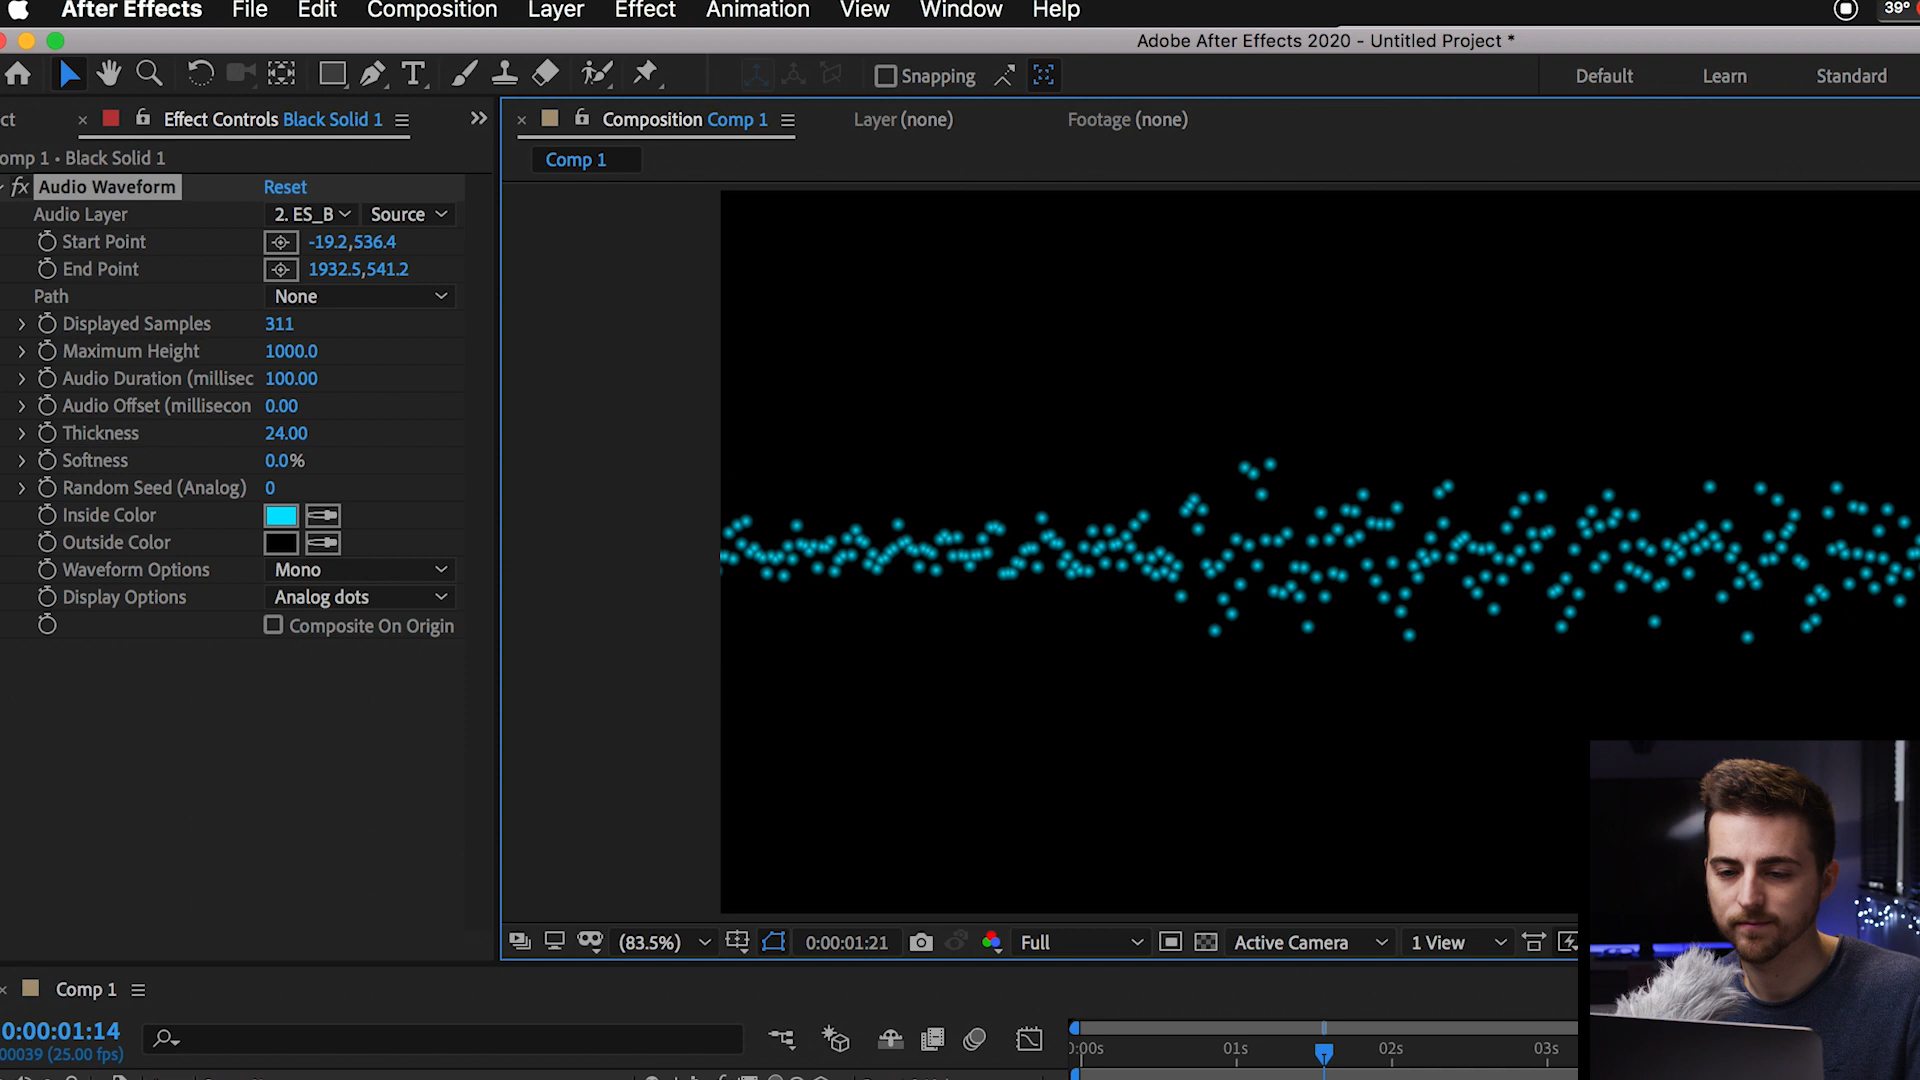 After Effects File Edit Composition Layer Effect Animation View Window Help 39°
Adobe After Effects 2020 - Untitled Project *
Snapping Default Learn Standard
ct Effect Controls Black Solid 1 Composition Comp 1 Layer (none) Footage (none)
omp 1 • Black Solid 1 Comp 1
fx Audio Waveform Reset
Audio Layer 2. ES_B Source
Start Point -19.2,536.4
End Point 1932.5,541.2
Path None
Displayed Samples 311
Maximum Height 1000.0
Audio Duration (millisec 100.00
Audio Offset (millisecon 0.00
Thickness 24.00
Softness 0.0%
Random Seed (Analog) 0
Inside Color
Outside Color
Waveform Options Mono
Display Options Analog dots
Composite On Origin
(83.5%) 0:00:01:21 Full Active Camera 1 View
Comp 1
0:00:01:14
00039 (25.00 fps) 0:00s 01s 02s 03s